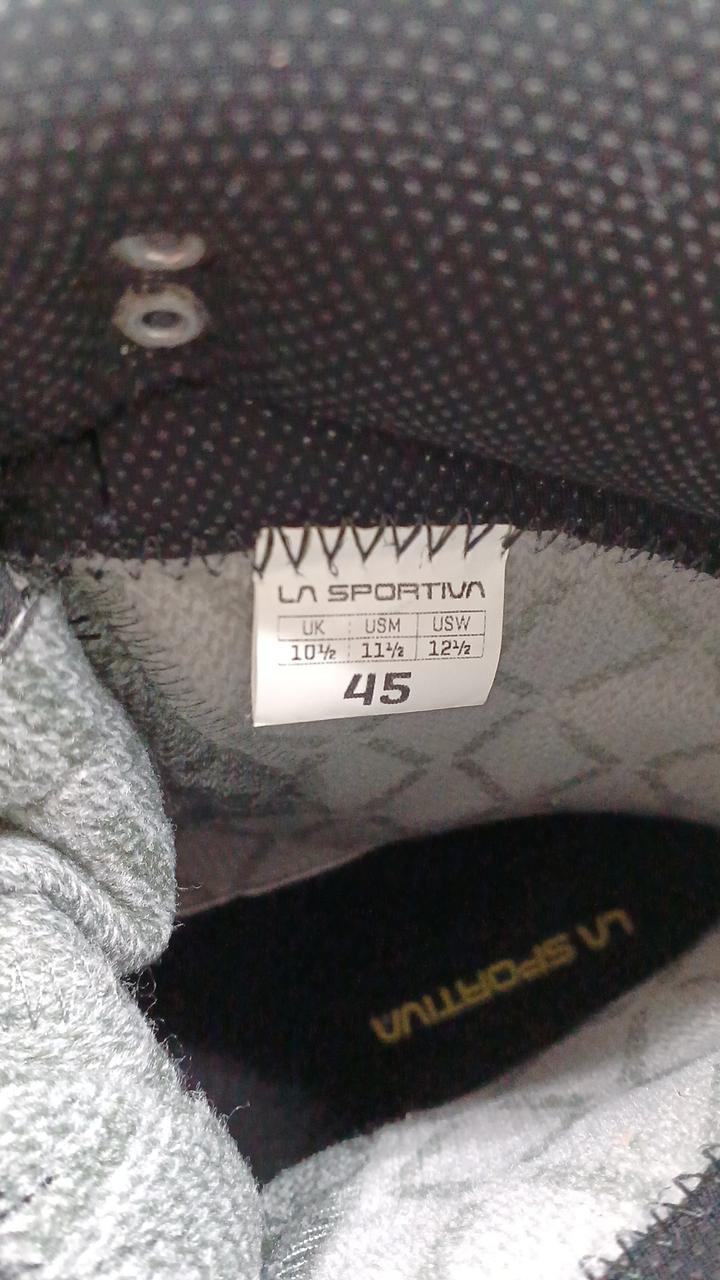 LA SPORTIVA
UK USM USW
10½ 11½ 12½
45
LA SPORTIVA